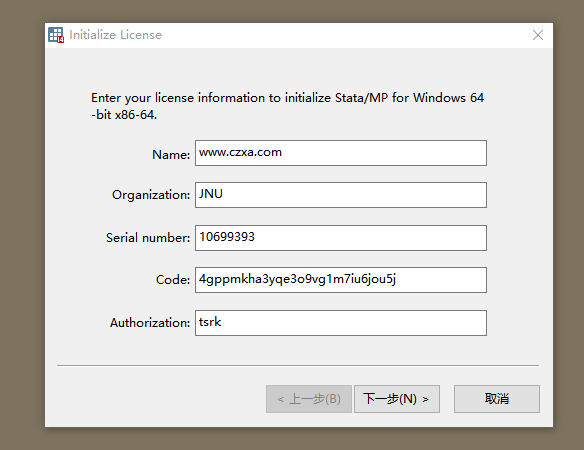 Initialize License
Enter your license information to initialize Stata/MP for Windows 64
-bit x86-64.
Name: www.czxa.com
Organization: JNU
Serial number: 10699393
Code: 4gppmkha3yqe3o9vg1m7iu6jou5j
Authorization: tsrk
< 上一步(B) 下一步(N) > 取消